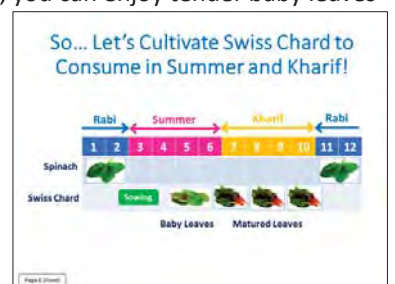 you can enjoy tender baby leaves
So... Let's Cultivate Swiss Chard to
Consume in Summer and Kharif!
Rabi Summer Kharif Rabi
1 2 3 4 5 6 7 8 9 10 11 12
Spinach
Swiss Chard Sowing
Baby Leaves Matured Leaves